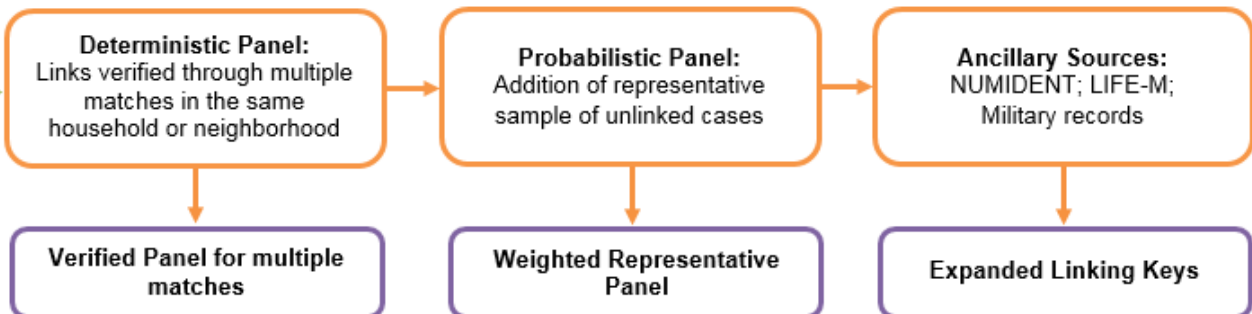 Deterministic Panel:
Links verified through multiple
matches in the same
household or neighborhood
Probabilistic Panel:
Addition of representative
sample of unlinked cases
Ancillary Sources:
NUMIDENT; LIFE-M;
Military records
Verified Panel for multiple
matches
Weighted Representative
Panel
Expanded Linking Keys